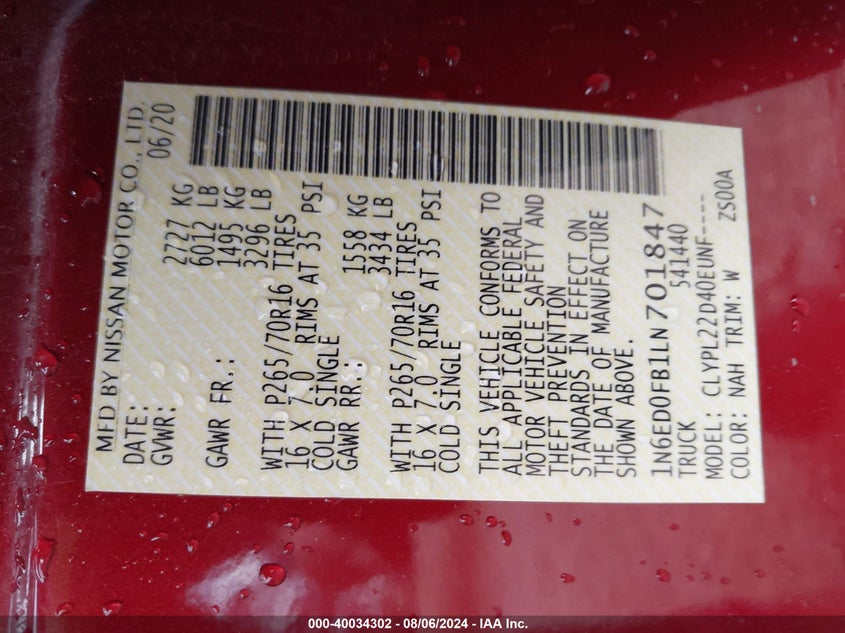 MFD BY NISSAN MOTOR CO., LTD.
DATE: 06/20
GVWR: 2727 KG
6012 LB
GAWR FR.: 1495 KG
3296 LB
WITH P265/70R16 TIRES
16 X 7.0 RIMS AT 35 PSI
COLD SINGLE
GAWR RR.: 1558 KG
3434 LB
WITH P265/70R16 TIRES
16 X 7.0 RIMS AT 35 PSI
COLD SINGLE
THIS VEHICLE CONFORMS TO
ALL APPLICABLE FEDERAL
MOTOR VEHICLE SAFETY AND
THEFT PREVENTION
STANDARDS IN EFFECT ON
THE DATE OF MANUFACTURE
SHOWN ABOVE.
1N6ED0FB1LN701847
TRUCK 541440
MODEL: CLYPL22D40EUNF----
COLOR: NAH TRIM: W ZS00A
000-40034302 - 08/06/2024 - IAA Inc.